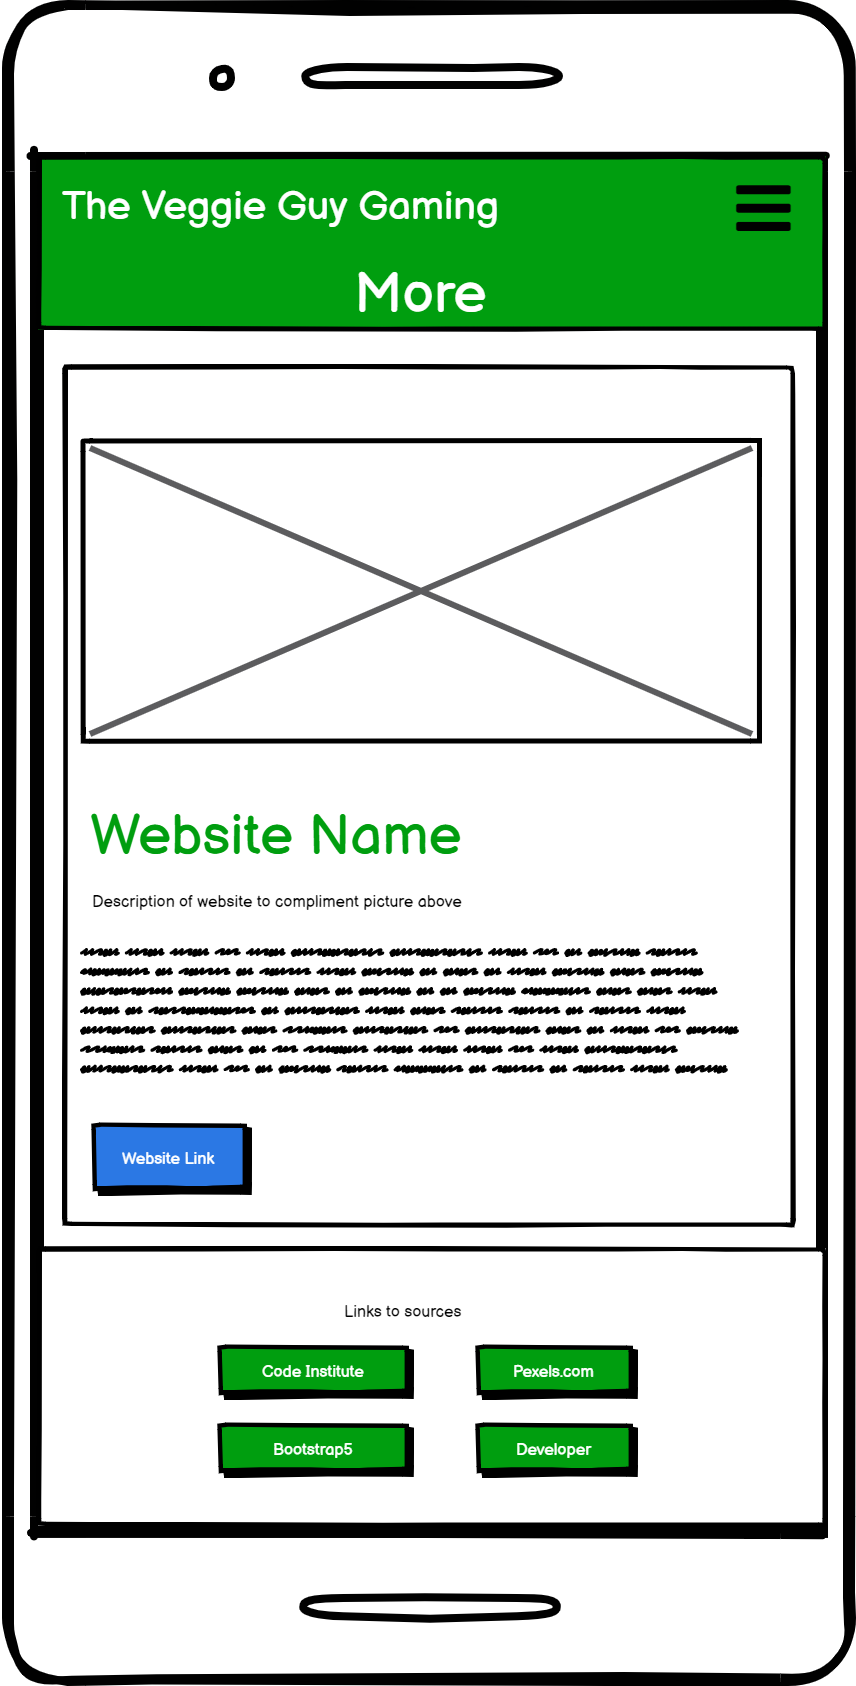 The Veggie Guy Gaming
More
Website Name
Description of website to compliment picture above
Website Link
Links to sources
Code Institute
Pexels.com
Bootstrap5
Developer